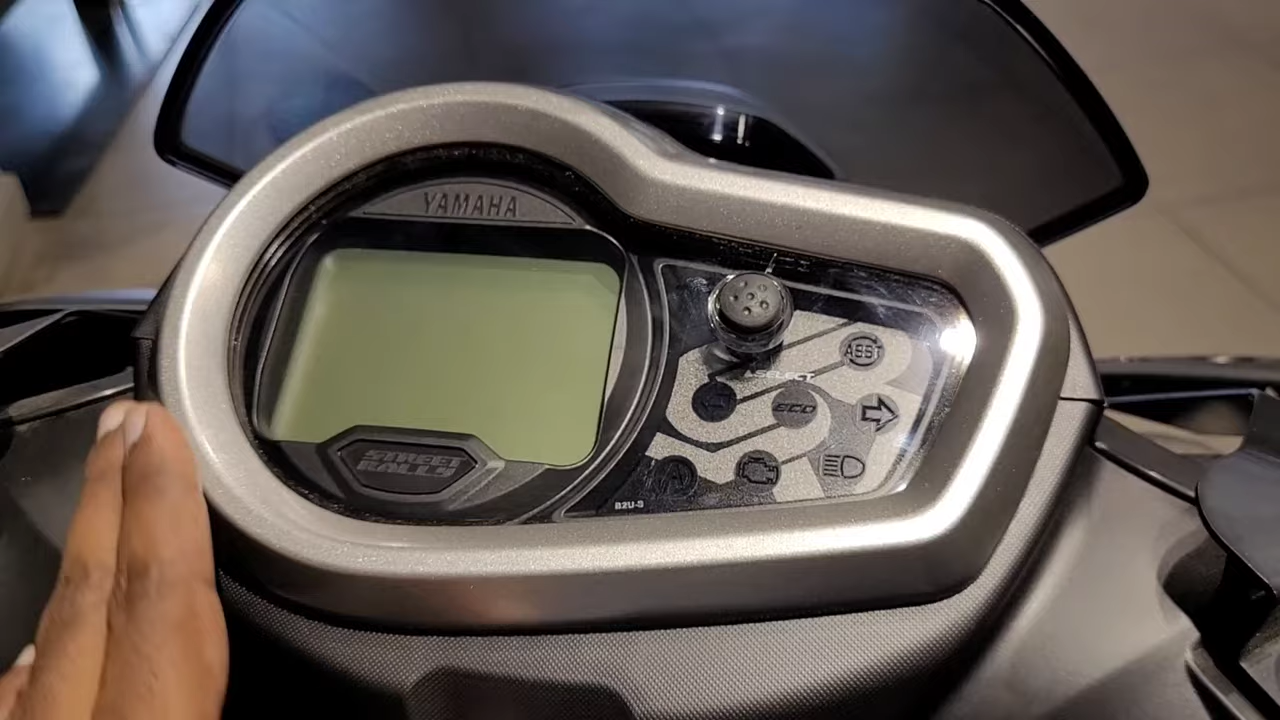 YAMAHA
ASST
SELECT
ECO
STREET
RALLY
B2U-S